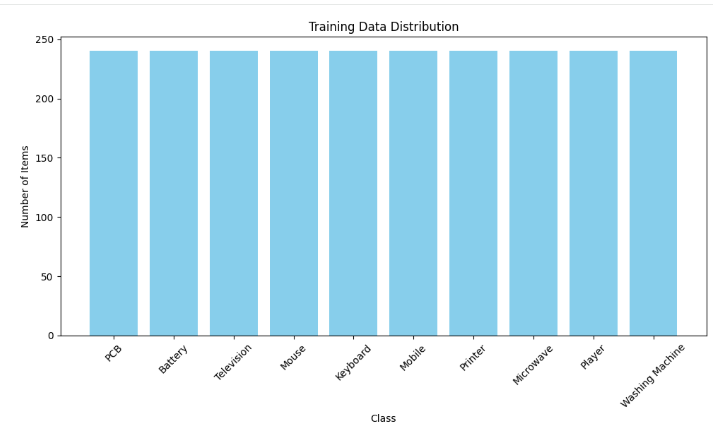 Training Data Distribution
250
200
150
100
50
0
Number of Items
PCB
Battery
Television
Mouse
Keyboard
Mobile
Printer
Microwave
Player
Washing Machine
Class